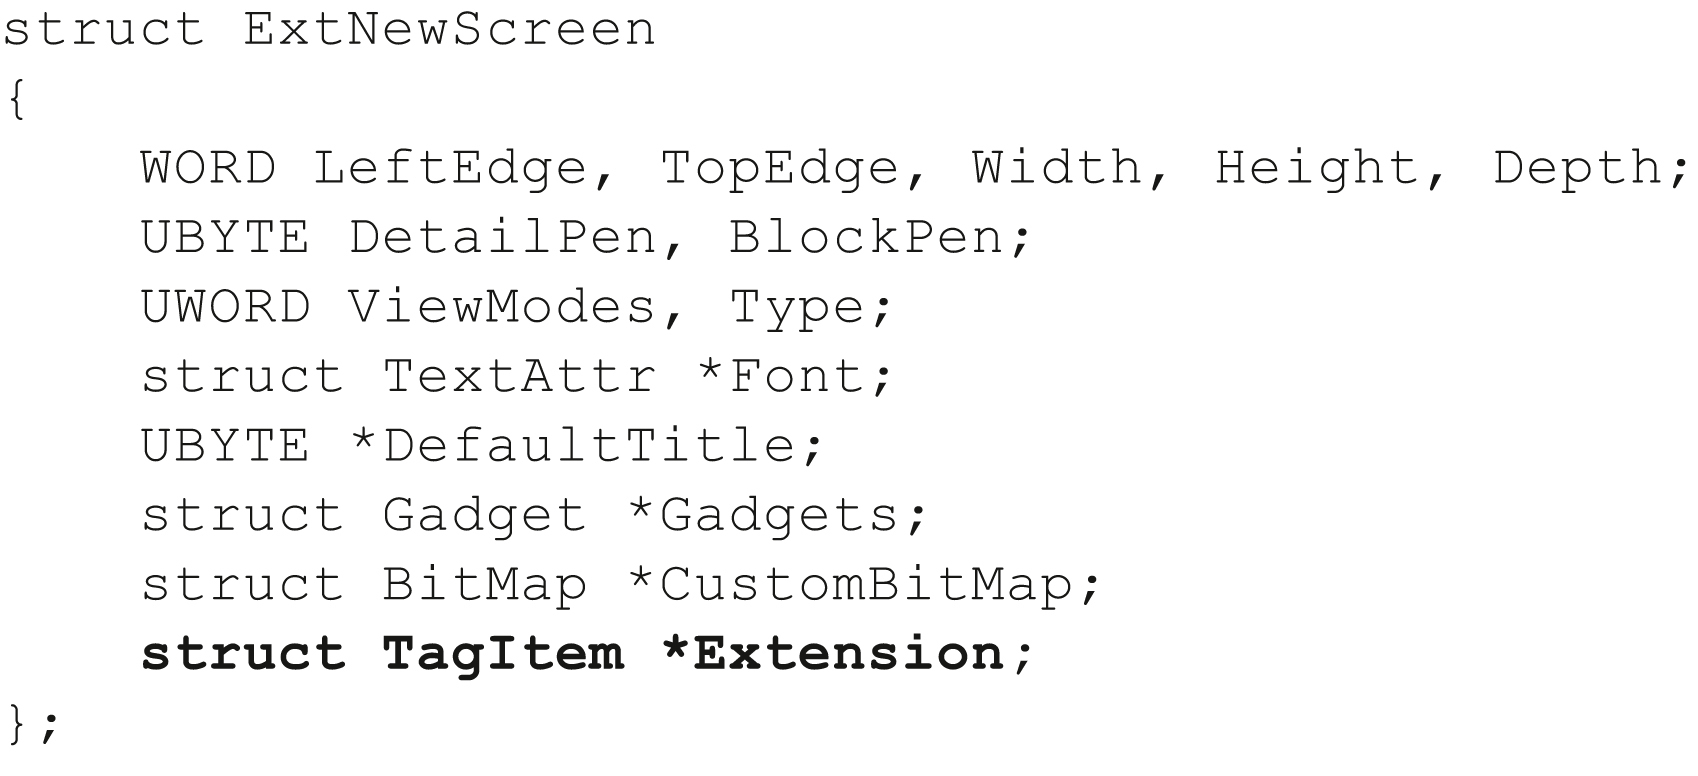 struct ExtNewScreen
{
    WORD LeftEdge, TopEdge, Width, Height, Depth;
    UBYTE DetailPen, BlockPen;
    UWORD ViewModes, Type;
    struct TextAttr *Font;
    UBYTE *DefaultTitle;
    struct Gadget *Gadgets;
    struct BitMap *CustomBitMap;
    struct TagItem *Extension;
};